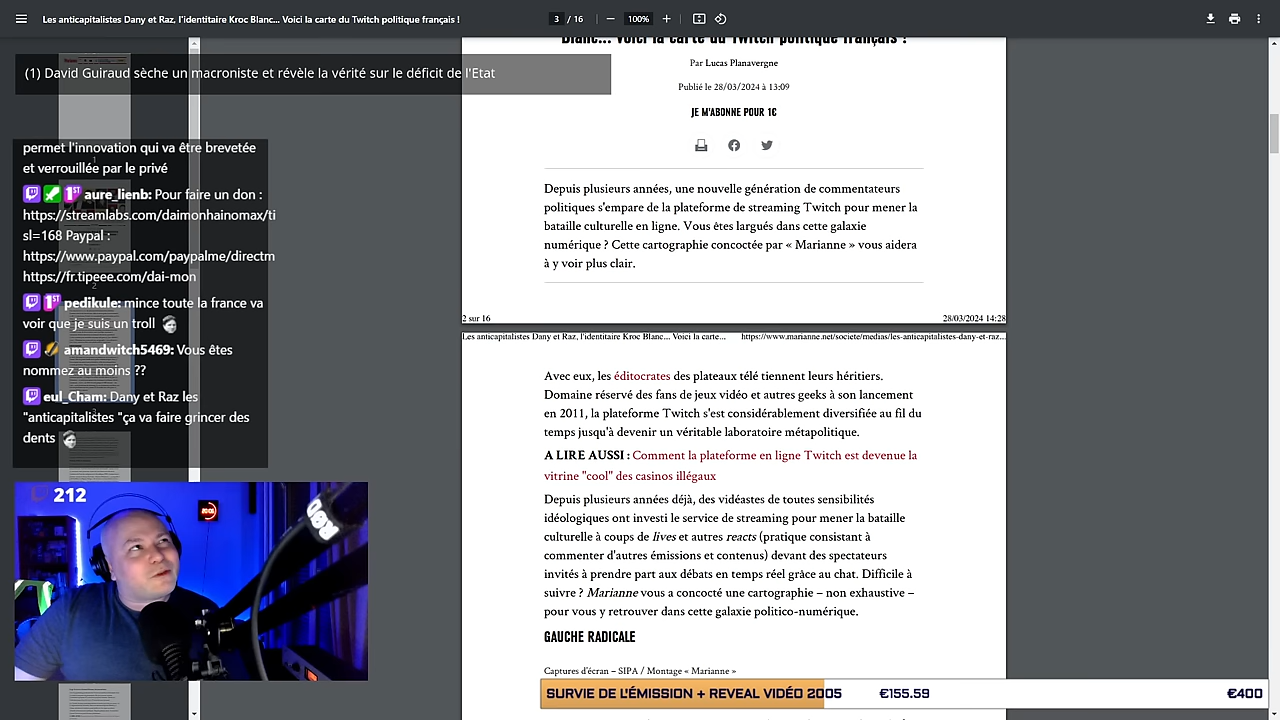 Les anticapitalistes Dany et Raz, l'identitaire Kroc Blanc... Voici la carte du Twitch politique français !
3 / 16
100%
David Guiraud sèche un macroniste et révèle la vérité sur le déficit de l'Etat
permet l'innovation qui va être brevetée
et verrouillée par le privé
aure_lienb: Pour faire un don :
https://streamlabs.com/daimonhainomax/ti
sl=168 Paypal :
https://www.paypal.com/paypalme/directm
https://fr.tipeee.com/dai-mon
pedikule: mince toute la france va
voir que je suis un troll
amandwitch5469: Vous êtes
nommez au moins ??
eul_Cham: Dany et Raz les
"anticapitalistes "ça va faire grincer des
dents
212
Blanc... Voici la carte du Twitch politique français !
Par Lucas Planavergne
Publié le 28/03/2024 à 13:09
JE M'ABONNE POUR 1€
Depuis plusieurs années, une nouvelle génération de commentateurs
politiques s'empare de la plateforme de streaming Twitch pour mener la
bataille culturelle en ligne. Vous êtes largués dans cette galaxie
numérique ? Cette cartographie concoctée par « Marianne » vous aidera
à y voir plus clair.
2 sur 16
28/03/2024 14:28
Les anticapitalistes Dany et Raz, l'identitaire Kroc Blanc... Voici la carte...
https://www.marianne.net/societe/medias/les-anticapitalistes-dany-et-raz...
Avec eux, les éditocrates des plateaux télé tiennent leurs héritiers.
Domaine réservé des fans de jeux vidéo et autres geeks à son lancement
en 2011, la plateforme Twitch s'est considérablement diversifiée au fil du
temps jusqu'à devenir un véritable laboratoire métapolitique.
A LIRE AUSSI : Comment la plateforme en ligne Twitch est devenue la
vitrine "cool" des casinos illégaux
Depuis plusieurs années déjà, des vidéastes de toutes sensibilités
idéologiques ont investi le service de streaming pour mener la bataille
culturelle à coups de lives et autres reacts (pratique consistant à
commenter d'autres émissions et contenus) devant des spectateurs
invités à prendre part aux débats en temps réel grâce au chat. Difficile à
suivre ? Marianne vous a concocté une cartographie – non exhaustive –
pour vous y retrouver dans cette galaxie politico-numérique.
GAUCHE RADICALE
Captures d'écran – SIPA / Montage « Marianne »
SURVIE DE L'ÉMISSION + REVEAL VIDÉO 2005
€155.59
€400